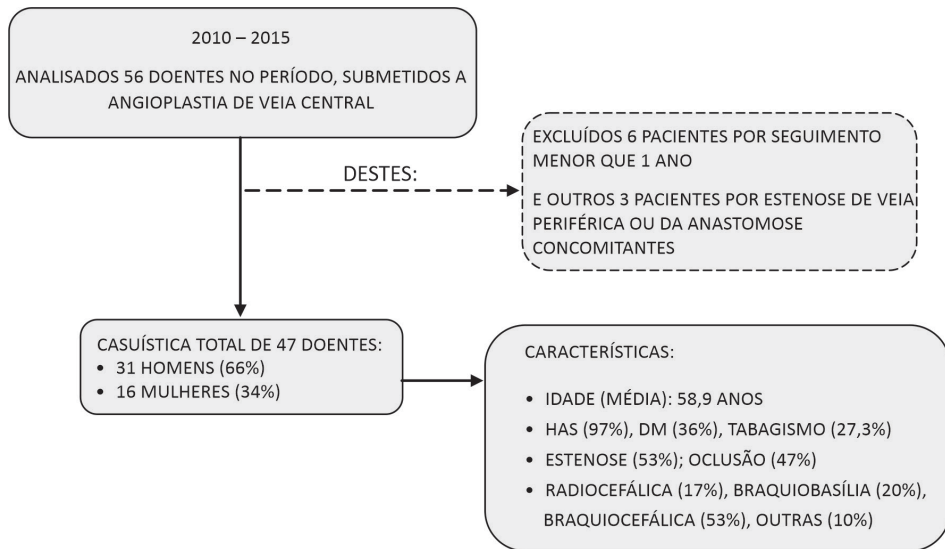 2010 – 2015
ANALISADOS 56 DOENTES NO PERÍODO, SUBMETIDOS A
ANGIOPLASTIA DE VEIA CENTRAL
DESTES:
EXCLUÍDOS 6 PACIENTES POR SEGUIMENTO
MENOR QUE 1 ANO
E OUTROS 3 PACIENTES POR ESTENOSE DE VEIA
PERIFÉRICA OU DA ANASTOMOSE
CONCOMITANTES
CASUÍSTICA TOTAL DE 47 DOENTES:
• 31 HOMENS (66%)
• 16 MULHERES (34%)
CARACTERÍSTICAS:
• IDADE (MÉDIA): 58,9 ANOS
• HAS (97%), DM (36%), TABAGISMO (27,3%)
• ESTENOSE (53%); OCLUSÃO (47%)
• RADIOCEFÁLICA (17%), BRAQUIOBASÍLIA (20%),
BRAQUIOCEFÁLICA (53%), OUTRAS (10%)